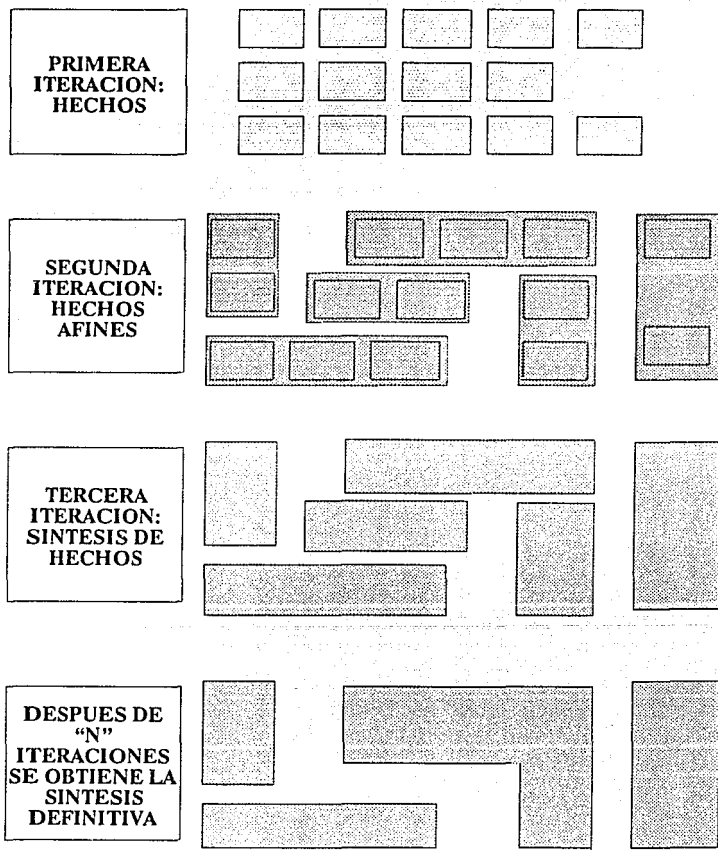 PRIMERA
ITERACION:
HECHOS
SEGUNDA
ITERACION:
HECHOS
AFINES
TERCERA
ITERACION:
SINTESIS DE
HECHOS
DESPUES DE
“N”
ITERACIONES
SE OBTIENE LA
SINTESIS
DEFINITIVA